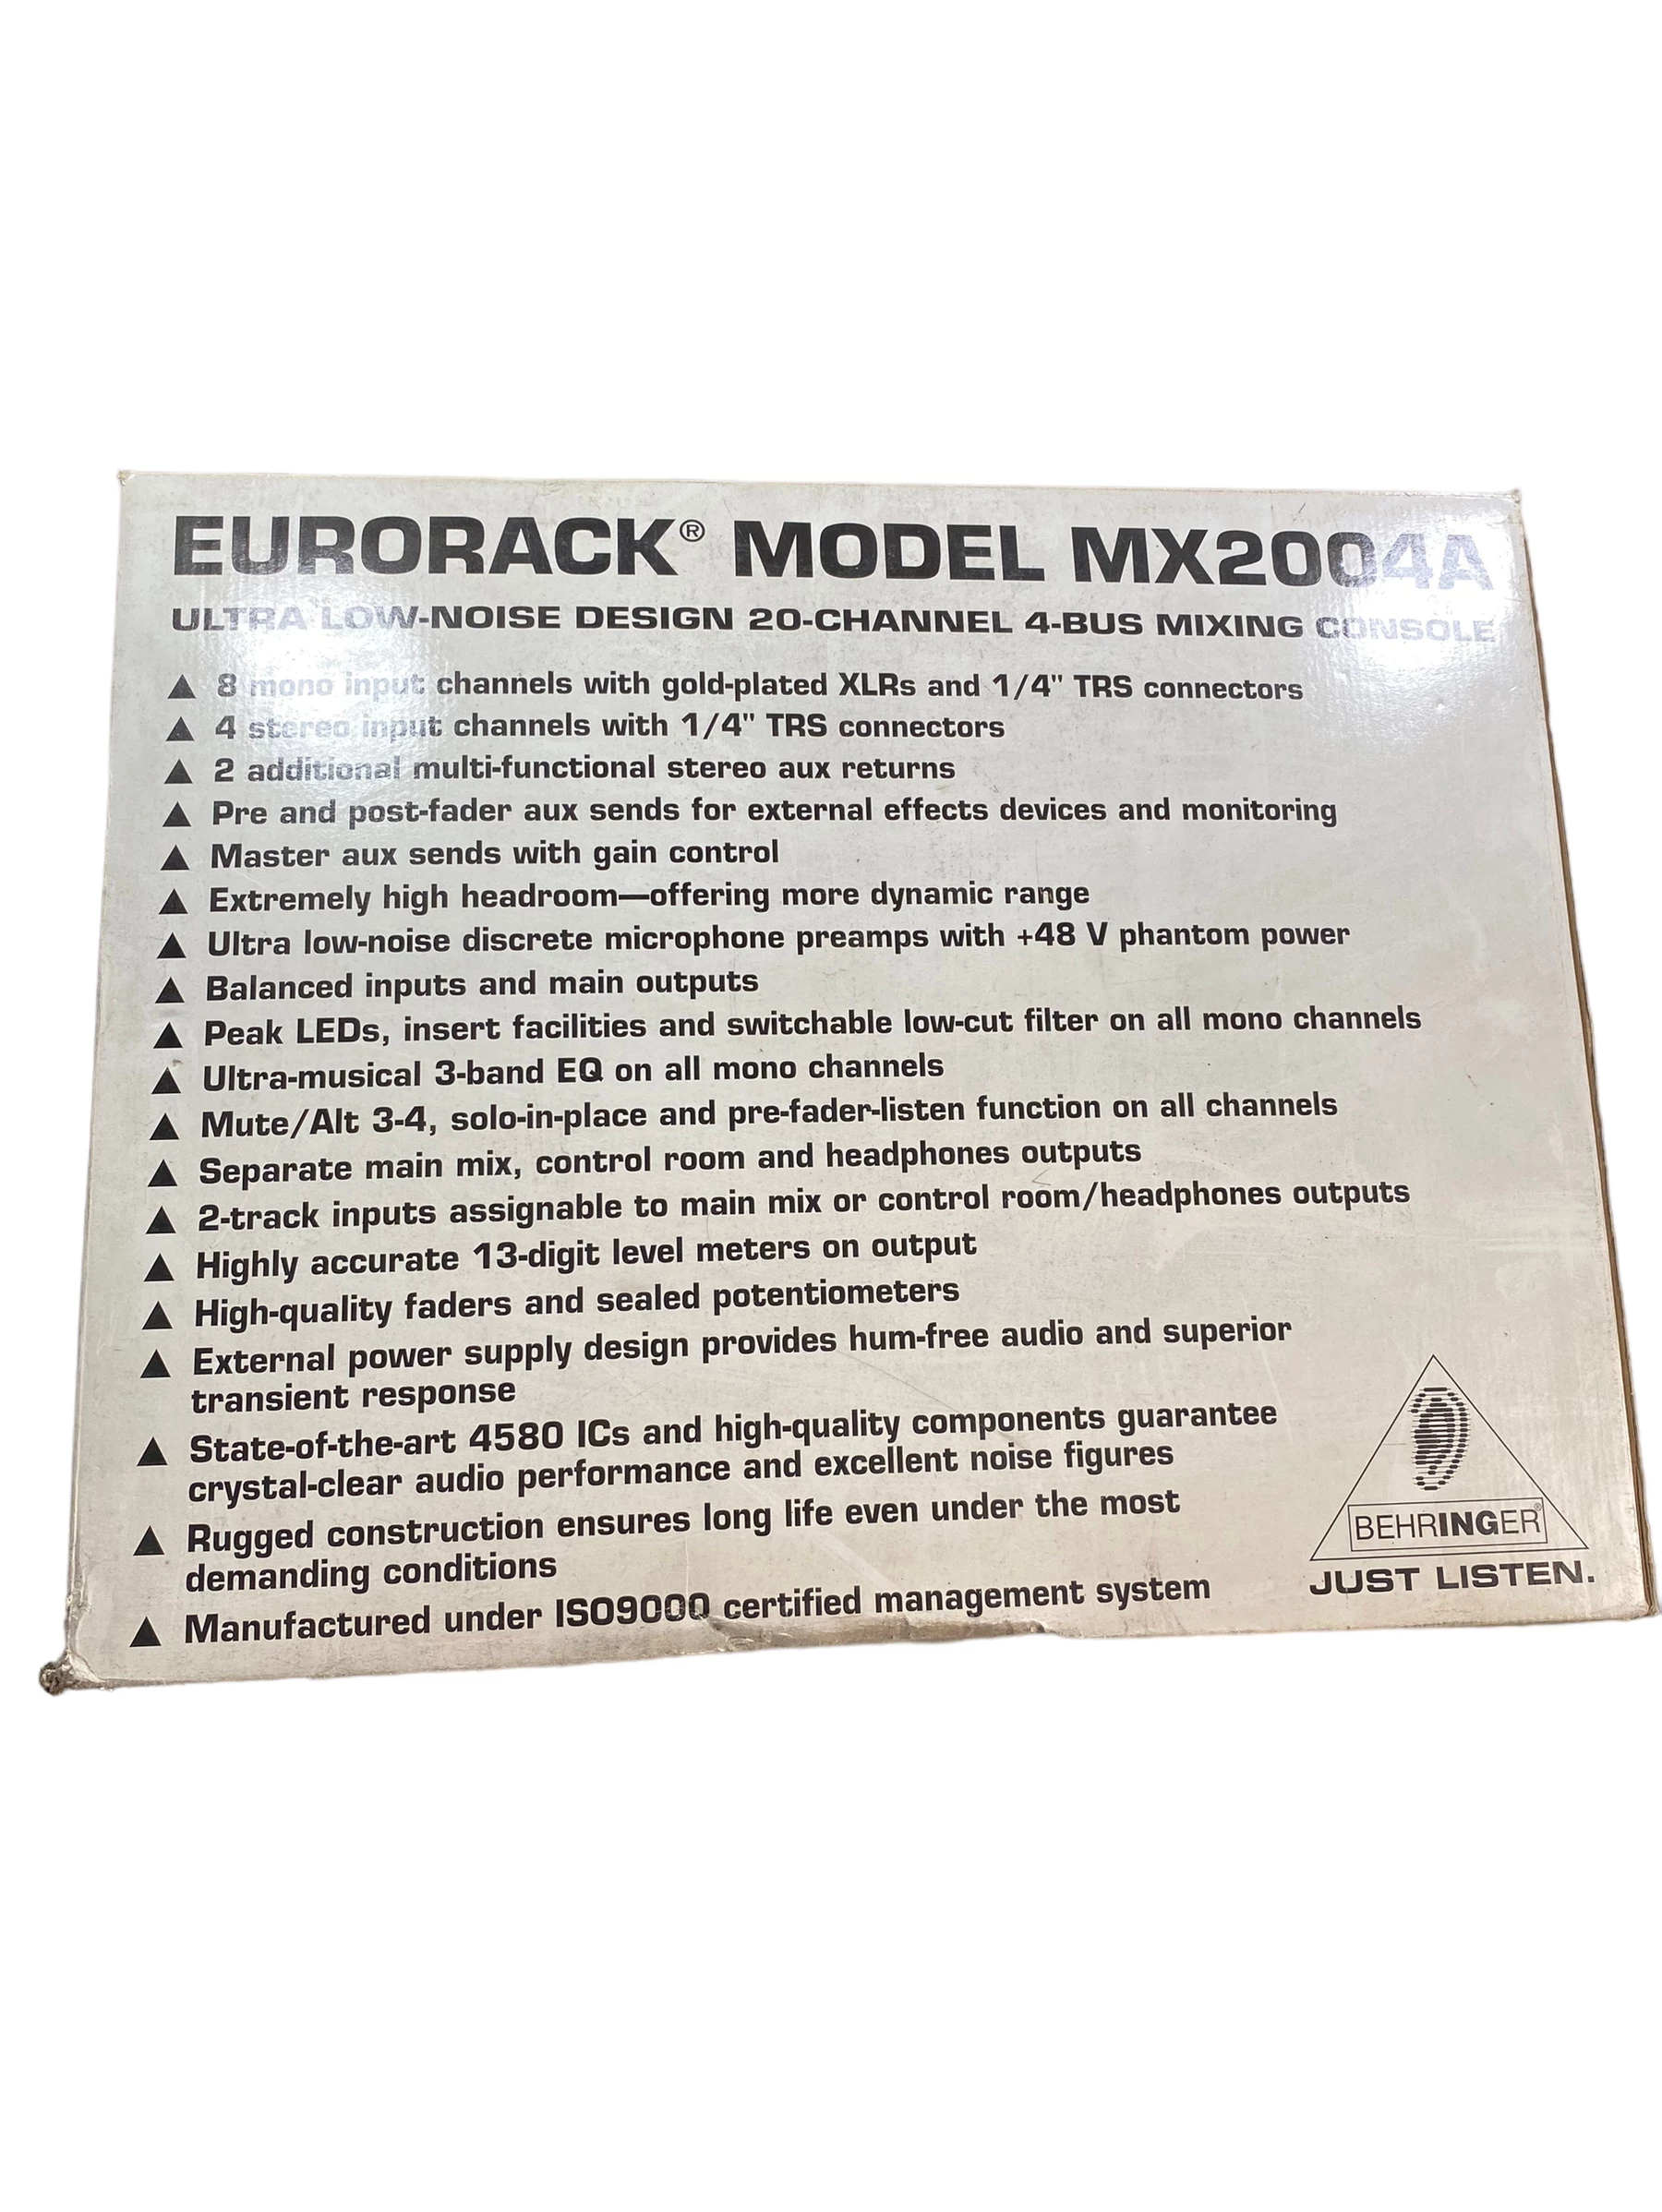 EURORACK® MODEL MX2004A
ULTRA LOW-NOISE DESIGN 20-CHANNEL 4-BUS MIXING CONSOLE
▲ 8 mono input channels with gold-plated XLRs and 1/4" TRS connectors
▲ 4 stereo input channels with 1/4" TRS connectors
▲ 2 additional multi-functional stereo aux returns
▲ Pre and post-fader aux sends for external effects devices and monitoring
▲ Master aux sends with gain control
▲ Extremely high headroom—offering more dynamic range
▲ Ultra low-noise discrete microphone preamps with +48 V phantom power
▲ Balanced inputs and main outputs
▲ Peak LEDs, insert facilities and switchable low-cut filter on all mono channels
▲ Ultra-musical 3-band EQ on all mono channels
▲ Mute/Alt 3-4, solo-in-place and pre-fader-listen function on all channels
▲ Separate main mix, control room and headphones outputs
▲ 2-track inputs assignable to main mix or control room/headphones outputs
▲ Highly accurate 13-digit level meters on output
▲ High-quality faders and sealed potentiometers
▲ External power supply design provides hum-free audio and superior
transient response
▲ State-of-the-art 4580 ICs and high-quality components guarantee
crystal-clear audio performance and excellent noise figures
▲ Rugged construction ensures long life even under the most
demanding conditions
▲ Manufactured under ISO9000 certified management system
BEHRINGER®
JUST LISTEN.